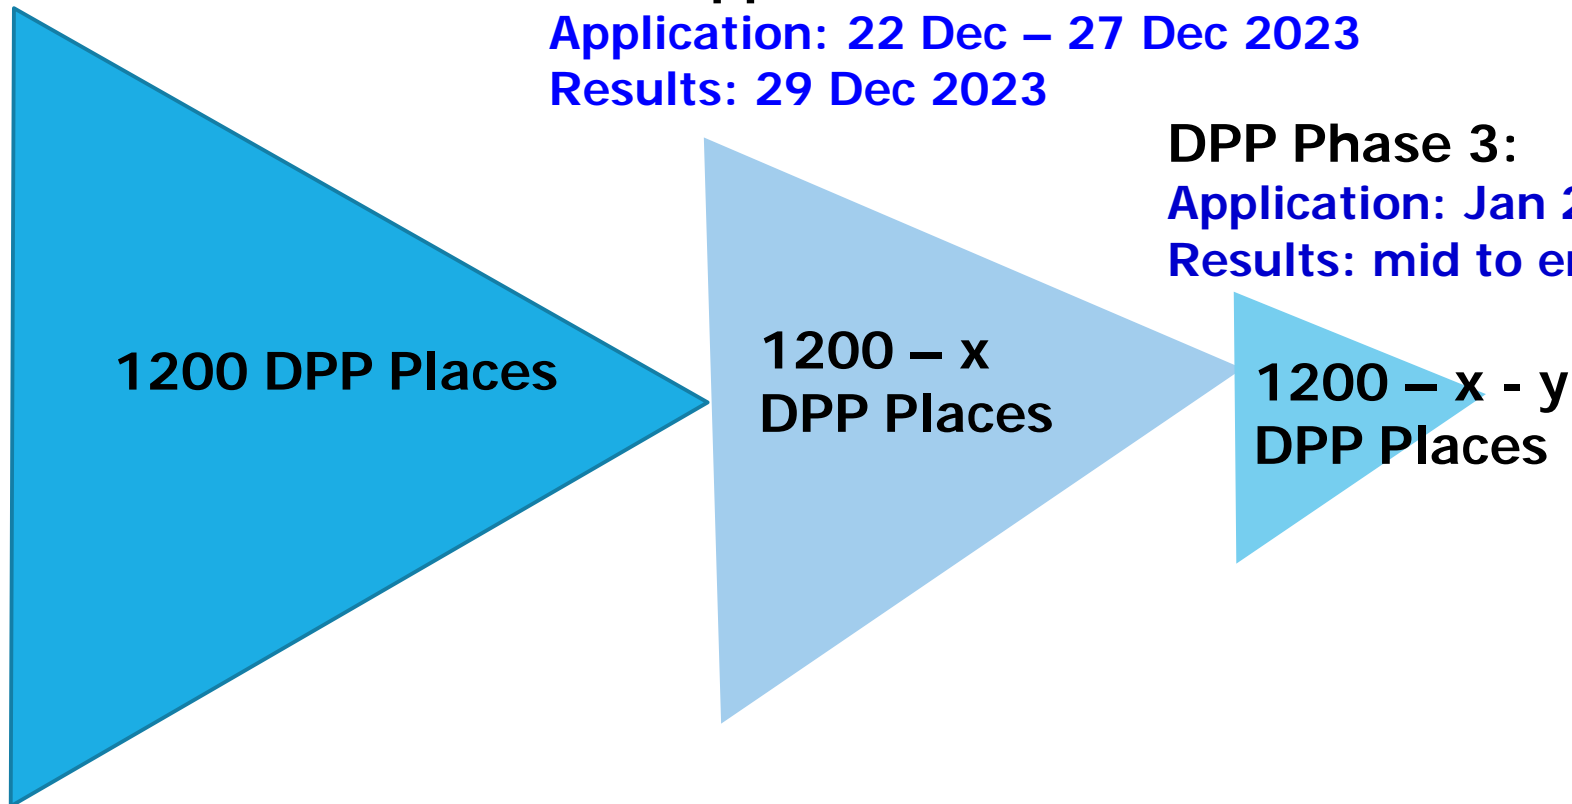 Application: 22 Dec – 27 Dec 2023
Results: 29 Dec 2023
DPP Phase 3:
Application: Jan
Results: mid to
1200 DPP Places
1200 – x
DPP Places
1200 – x - y
DPP Places